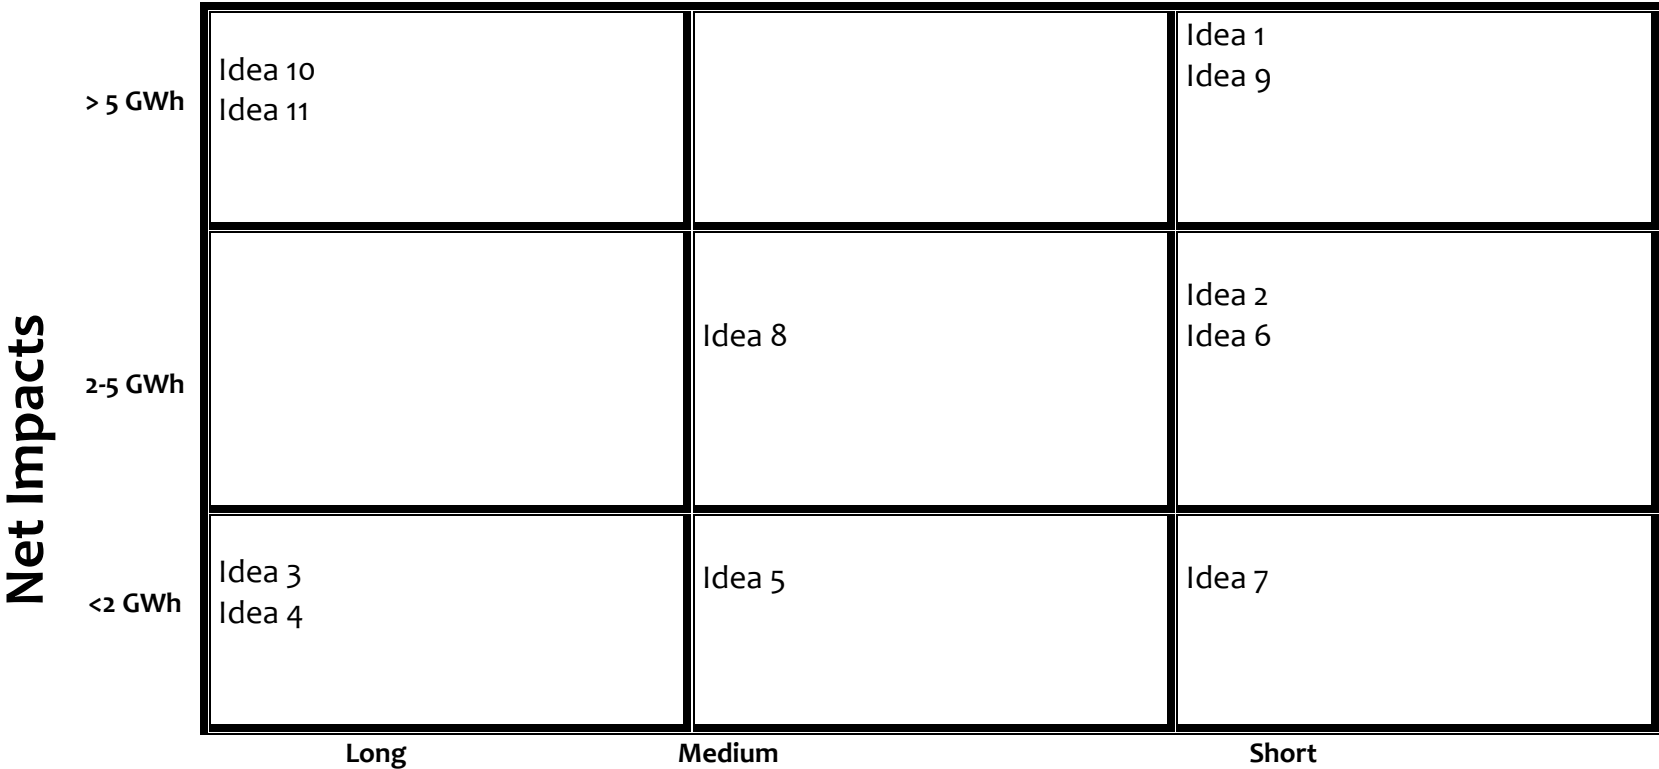 Net Impacts
> 5 GWh
Idea 10
Idea 11
Idea 1
Idea 9
2-5 GWh
Idea 8
Idea 2
Idea 6
<2 GWh
Idea 3
Idea 4
Idea 5
Idea 7
Long
Medium
Short